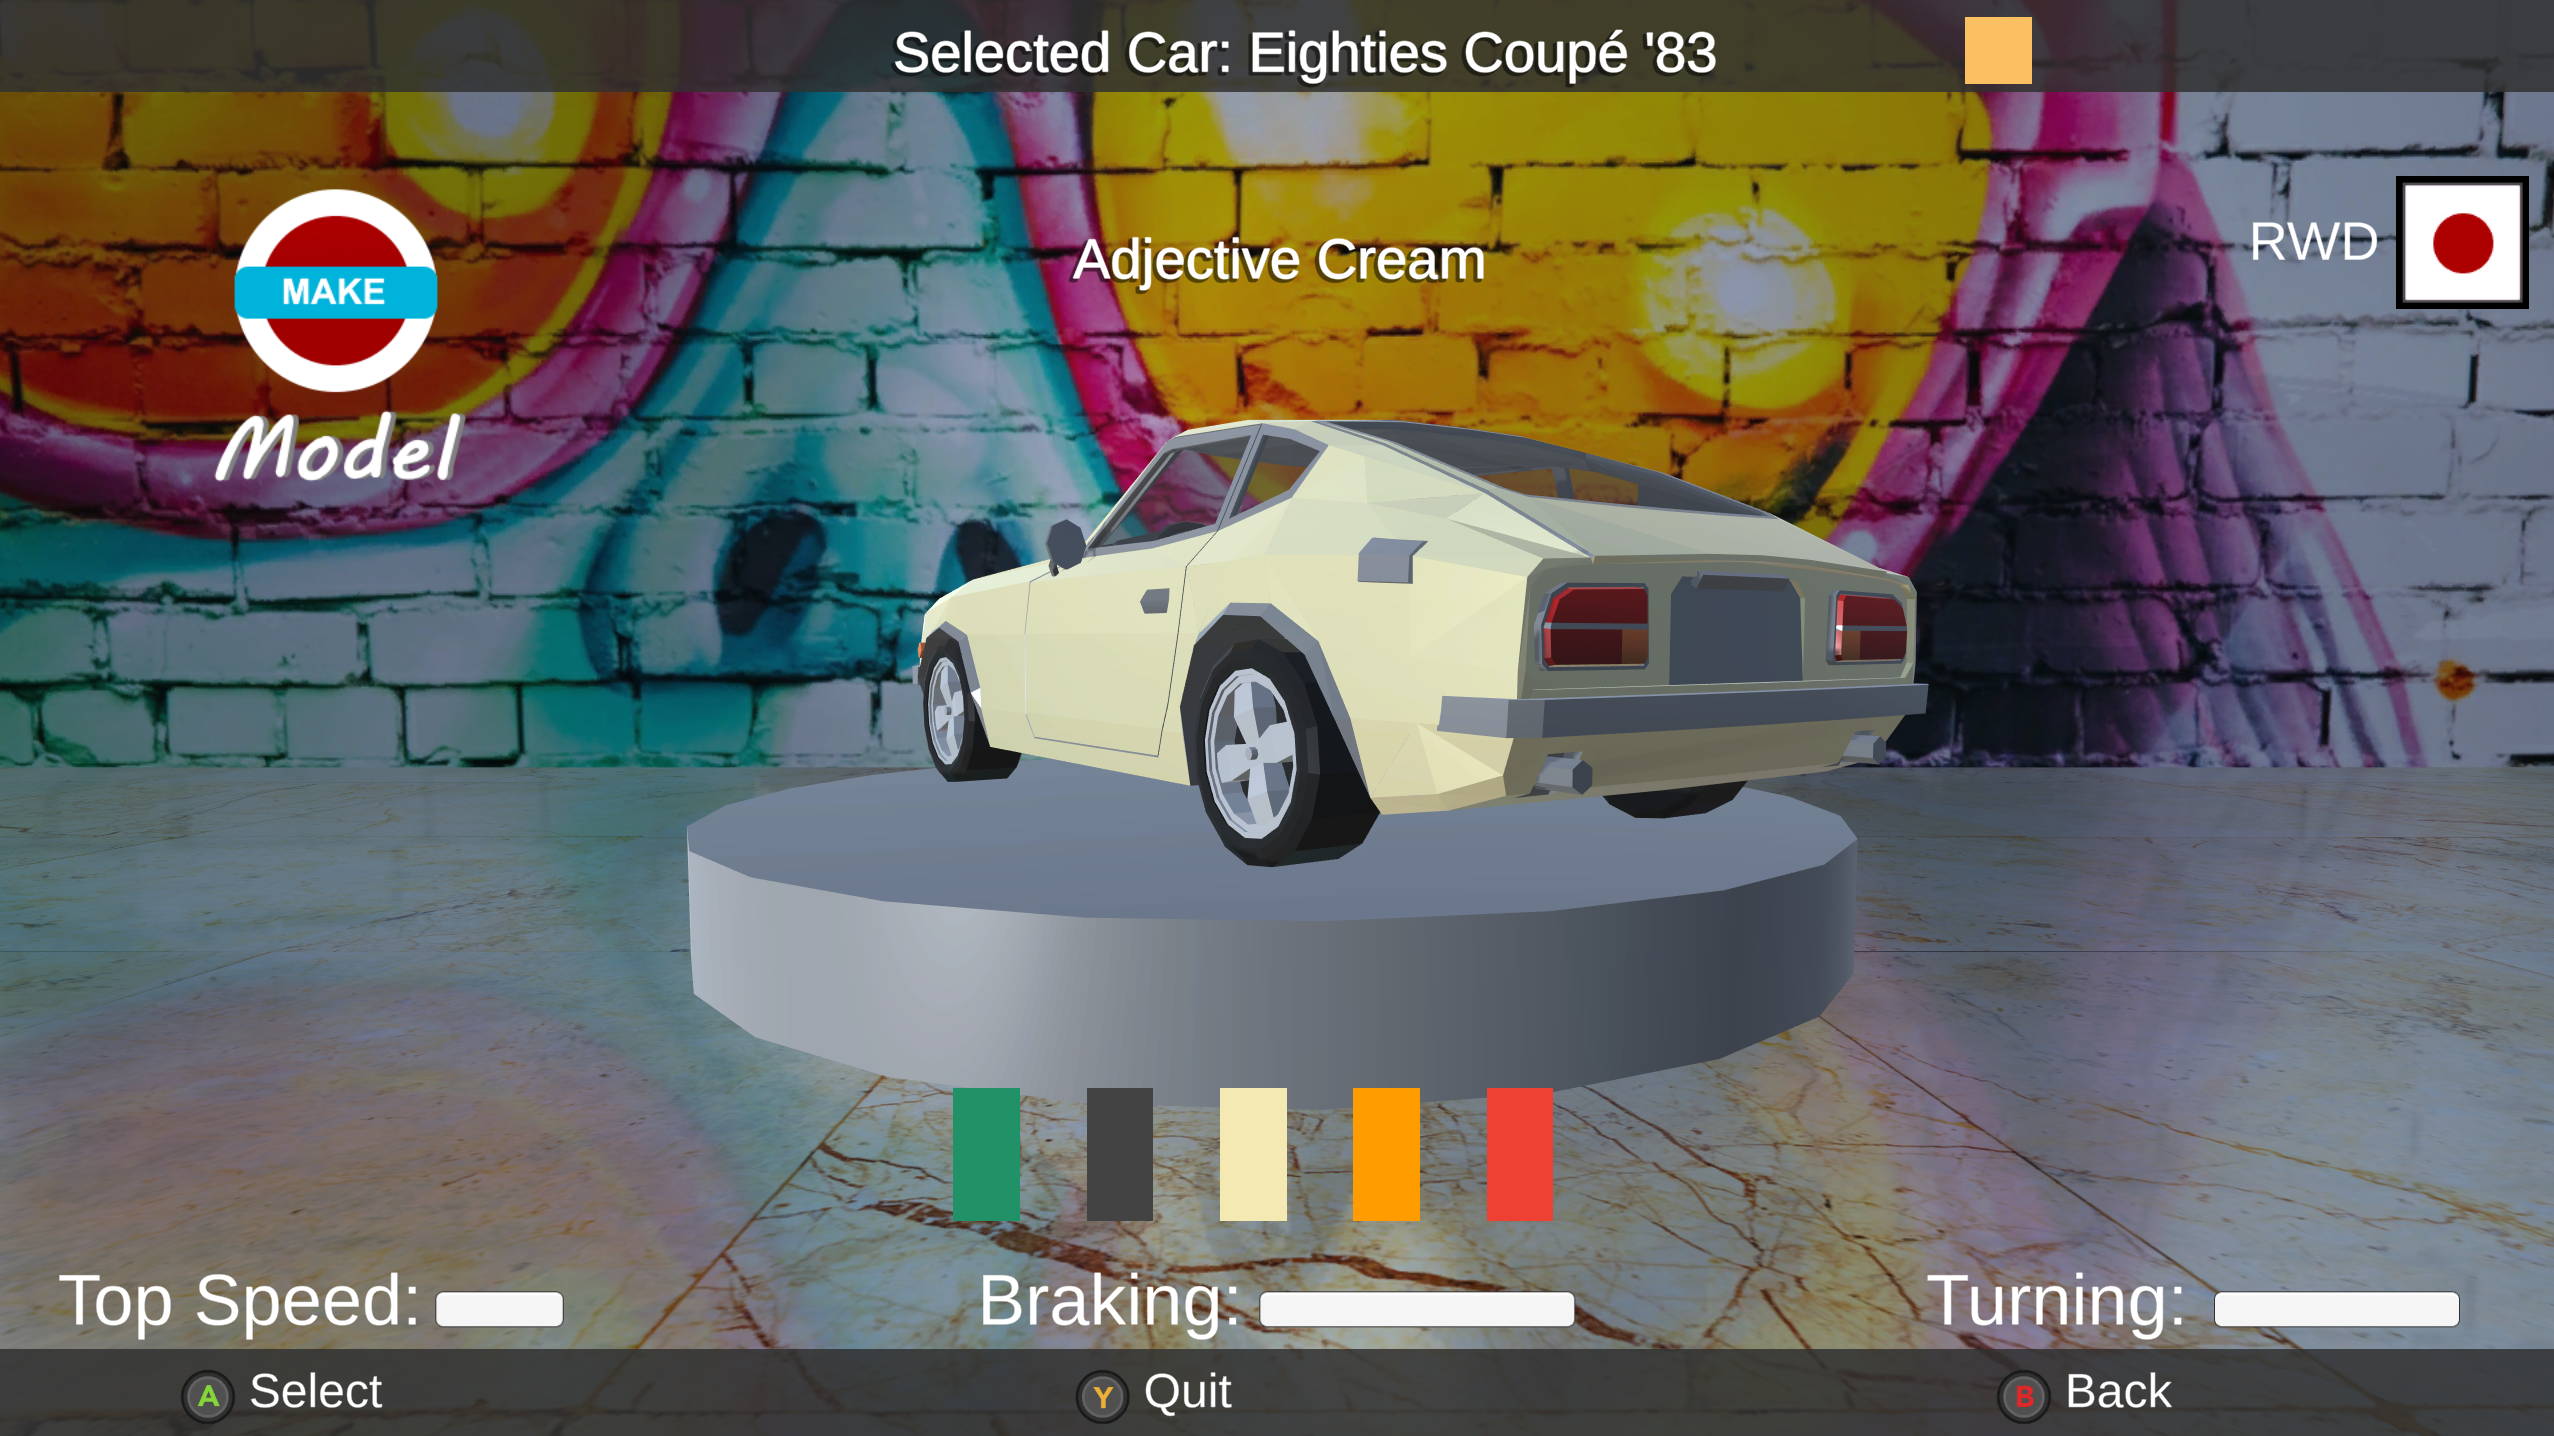 Selected Car: Eighties Coupé '83
MAKE
Model
Adjective Cream
RWD
Top Speed:
Braking:
Turning:
A Select
Y Quit
B Back